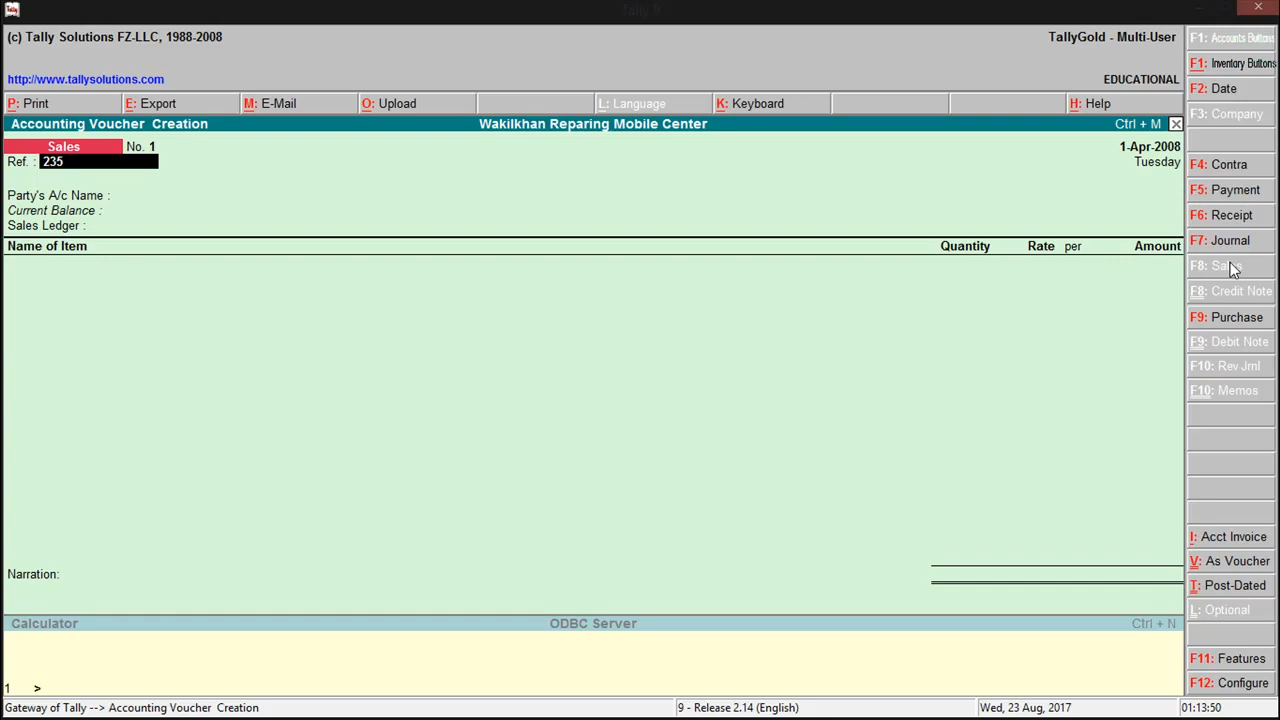 Tally 9
(c) Tally Solutions FZ-LLC, 1988-2008
TallyGold - Multi-User
http://www.tallysolutions.com
EDUCATIONAL
P: Print
E: Export
M: E-Mail
O: Upload
L: Language
K: Keyboard
H: Help
Accounting Voucher Creation
Wakilkhan Reparing Mobile Center
Ctrl + M
Sales
No. 1
1-Apr-2008
Ref. : 235
Tuesday
Party's A/c Name :
Current Balance :
Sales Ledger :
Name of Item
Quantity
Rate per
Amount
Narration:
Calculator
ODBC Server
Ctrl + N
1 >
Gateway of Tally --> Accounting Voucher Creation
9 - Release 2.14 (English)
Wed, 23 Aug, 2017
01:13:50
F1: Accounts Buttons
F1: Inventory Buttons
F2: Date
F3: Company
F4: Contra
F5: Payment
F6: Receipt
F7: Journal
F8: Sales
F8: Credit Note
F9: Purchase
F9: Debit Note
F10: Rev Jrnl
F10: Memos
I: Acct Invoice
V: As Voucher
T: Post-Dated
L: Optional
F11: Features
F12: Configure